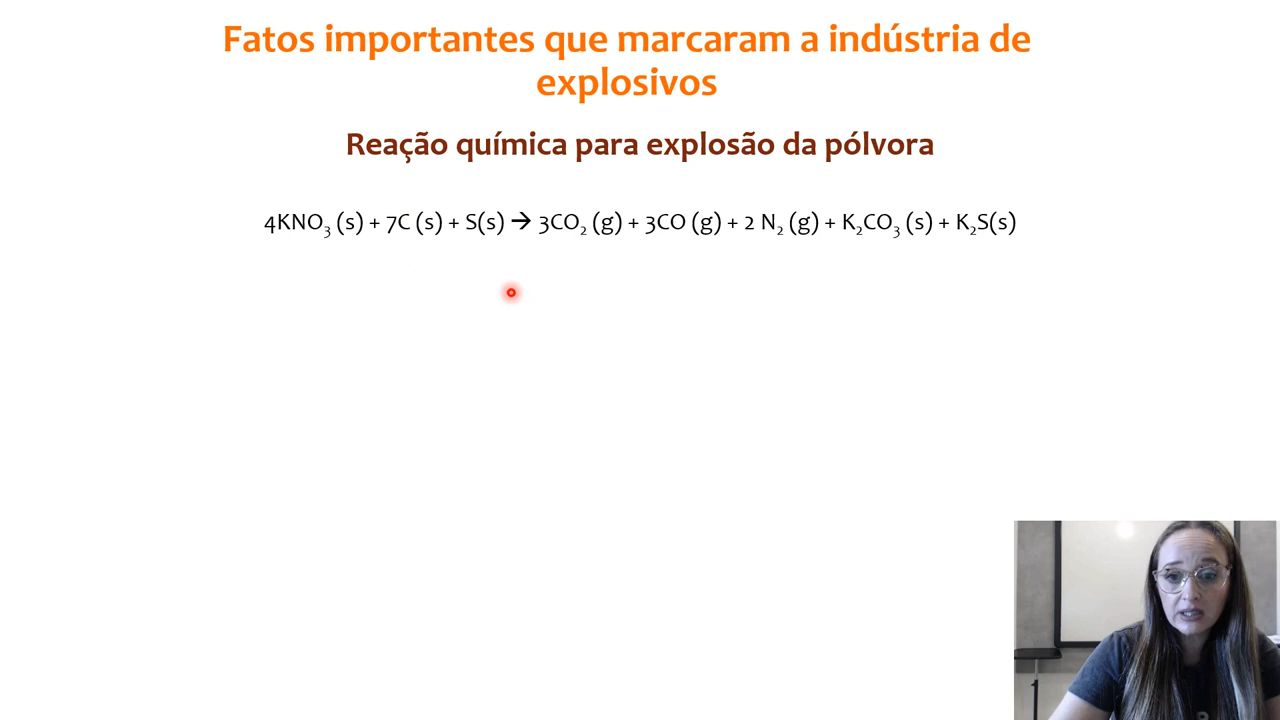 Fatos importantes que marcaram a indústria de
explosivos
Reação química para explosão da pólvora
4KNO₃ (s) + 7C (s) + S(s) → 3CO₂ (g) + 3CO (g) + 2 N₂ (g) + K₂CO₃ (s) + K₂S(s)